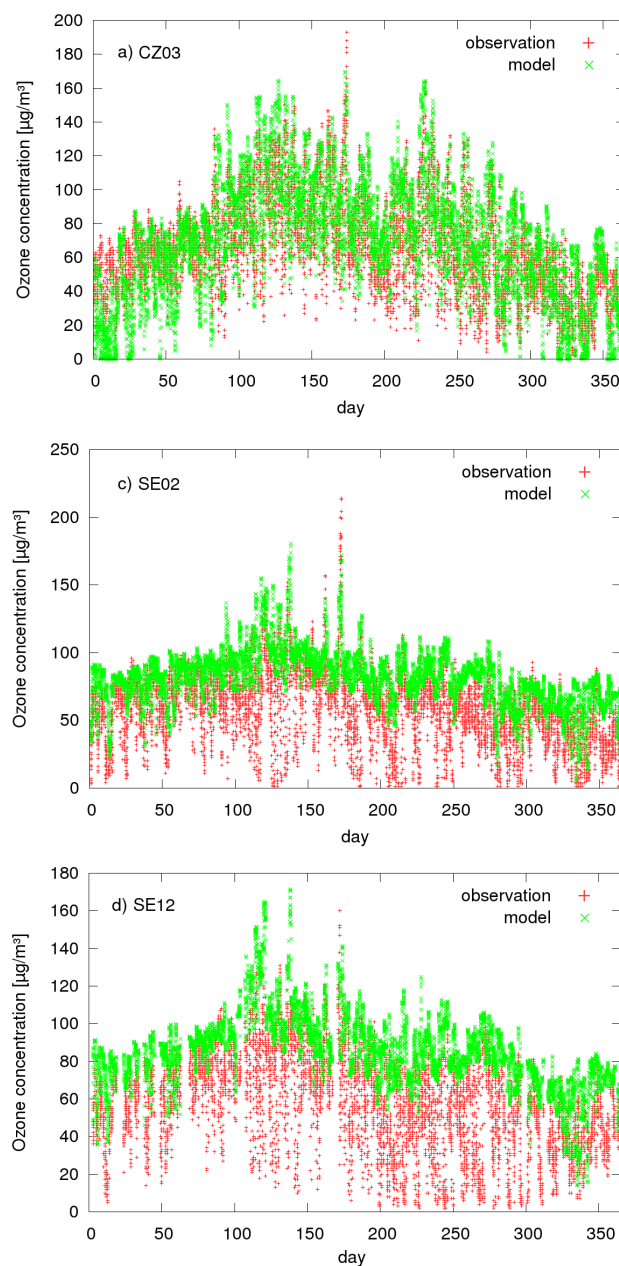 200
180
160
140
120
100
80
60
40
20
0
Ozone concentration [µg/m³]
a) CZ03
observation +
model ×
0 50 100 150 200 250 300 350
day
250
200
150
100
50
0
Ozone concentration [µg/m³]
c) SE02
observation +
model ×
0 50 100 150 200 250 300 350
day
180
160
140
120
100
80
60
40
20
0
Ozone concentration [µg/m³]
d) SE12
observation +
model ×
0 50 100 150 200 250 300 350
day